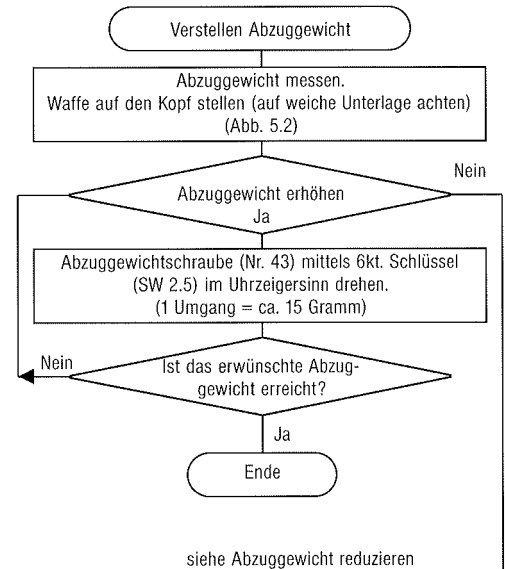 Verstellen Abzuggewicht
Abzuggewicht messen.
Waffe auf den Kopf stellen (auf weiche Unterlage achten)
(Abb. 5.2)
Nein
Abzuggewicht erhöhen
Ja
Abzuggewichtschraube (Nr. 43) mittels 6kt. Schlüssel
(SW 2.5) im Uhrzeigersinn drehen.
(1 Umgang = ca. 15 Gramm)
Nein
Ist das erwünschte Abzug-
gewicht erreicht?
Ja
Ende
siehe Abzuggewicht reduzieren